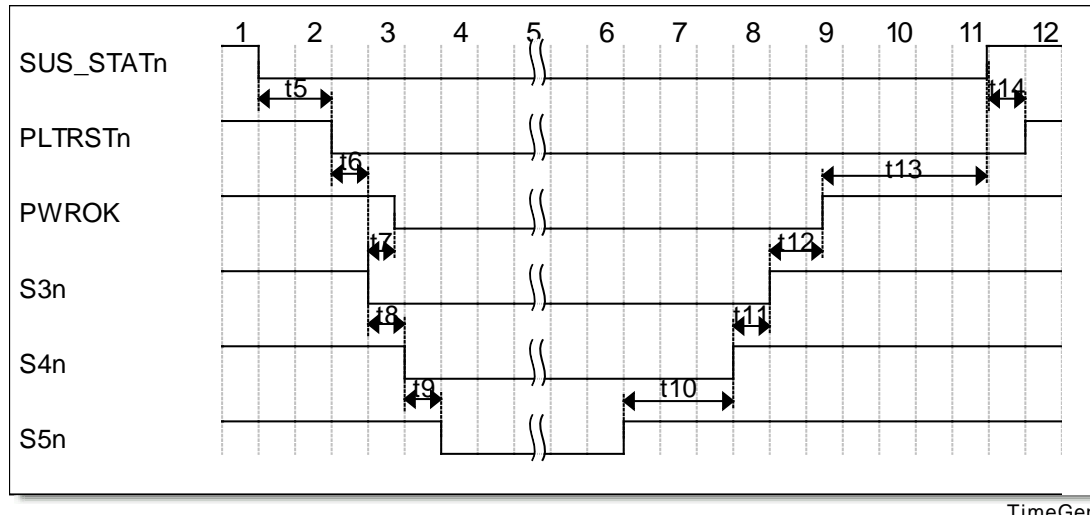 1 2 3 4 5 6 7 8 9 10 11 12
SUS_STATn
t5 t14
PLTRSTn
t6 t13
PWROK
t7 t12
S3n
t8 t11
S4n
t9 t10
S5n
TimeGen